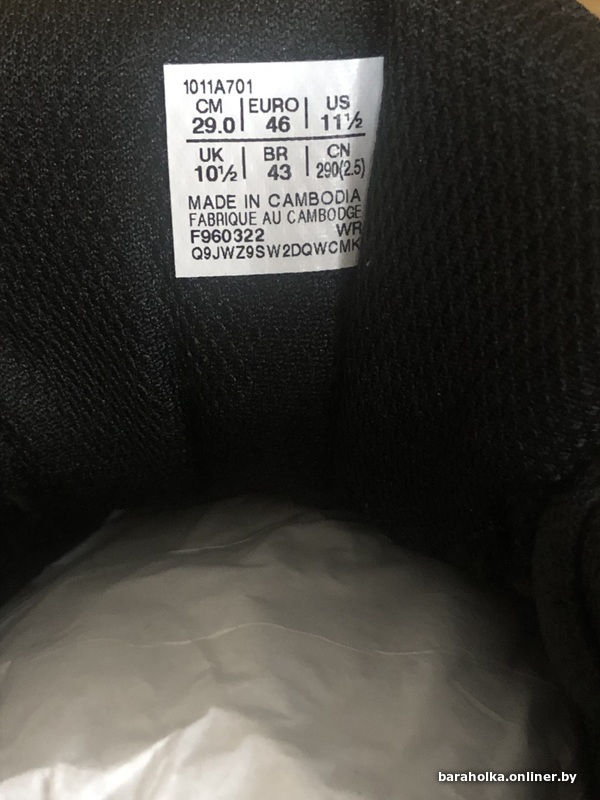 1011A701
CM | EURO | US
29.0 | 46 | 11½
UK | BR | CN
10½ | 43 | 290(2.5)
MADE IN CAMBODIA
FABRIQUE AU CAMBODGE
F960322 WR
Q9JWZ9SW2DQWCMK
baraholka.onliner.by